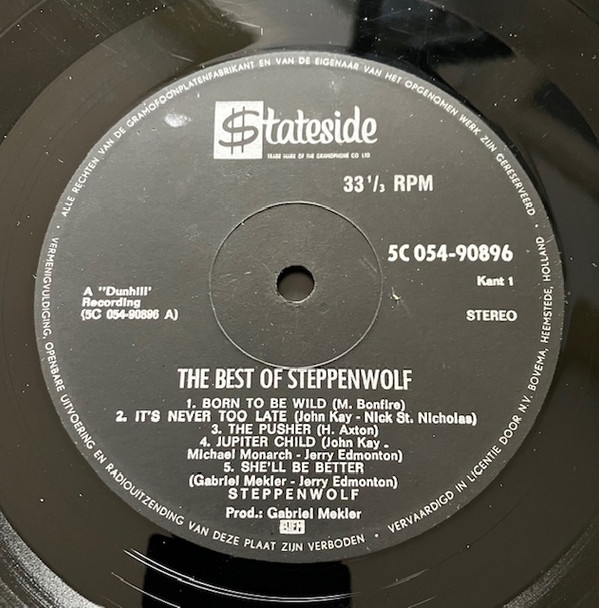 · ALLE RECHTEN VAN DE GRAMOFOONPLATENFABRIKANT EN VAN DE EIGENAAR VAN HET OPGENOMEN WERK ZIJN GERESERVEERD ·
$tateside
TRADE MARK OF THE GRAMOPHONE CO LTD
33 1/3 RPM
5C 054-90896
Kant 1
A "Dunhill'
Recording
(5C 054-90896 A)
STEREO
THE BEST OF STEPPENWOLF
1. BORN TO BE WILD (M. Bonfire)
2. IT'S NEVER TOO LATE (John Kay - Nick St. Nicholas)
3. THE PUSHER (H. Axton)
4. JUPITER CHILD (John Kay -
Michael Monarch - Jerry Edmonton)
5. SHE'LL BE BETTER
(Gabriel Mekler - Jerry Edmonton)
STEPPENWOLF
Prod.: Gabriel Mekler
BIEM
VERMENIGVULDIGING, OPENBARE UITVOERING EN RADIOUITZENDING VAN DEZE PLAAT ZIJN VERBODEN · VERVAARDIGD IN LICENTIE DOOR N.V. BOVEMA, HEEMSTEDE, HOLLAND